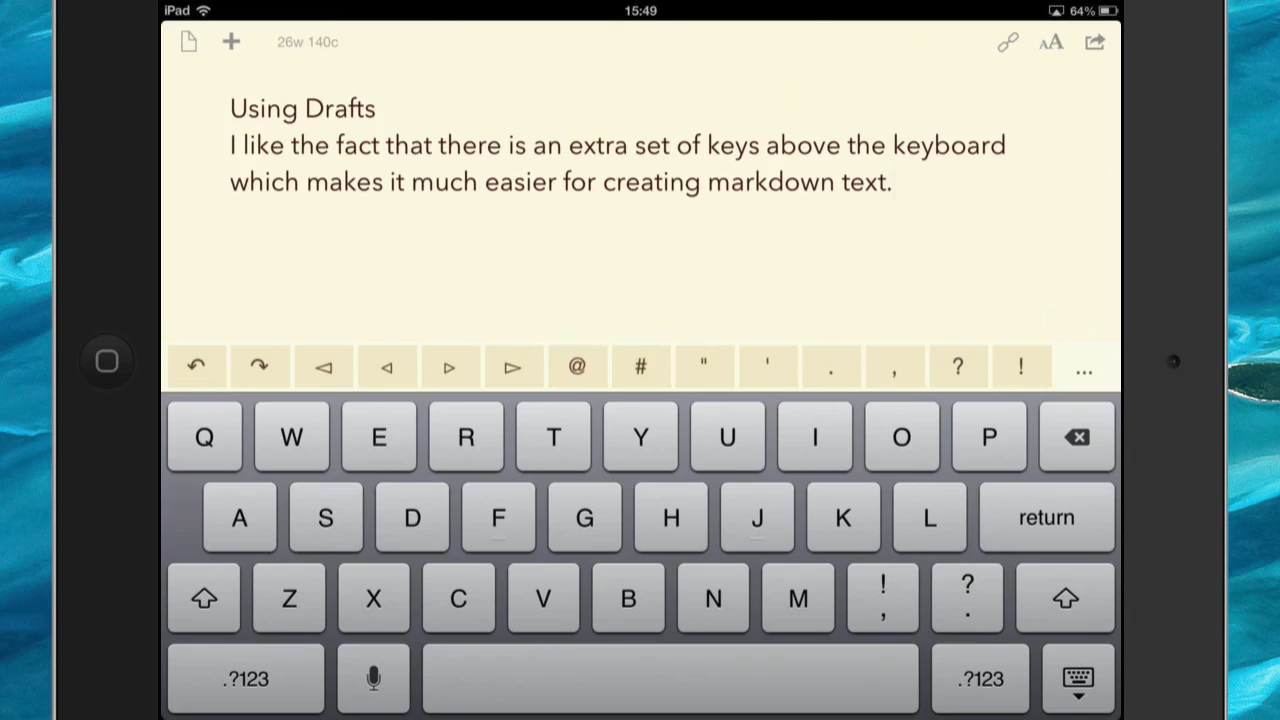 iPad 15:49 64%
26w 140c AA
Using Drafts
I like the fact that there is an extra set of keys above the keyboard
which makes it much easier for creating markdown text.
@ # " ' . , ? ! ...
Q W E R T Y U I O P
A S D F G H J K L return
Z X C V B N M ! , ? .
.?123 .?123